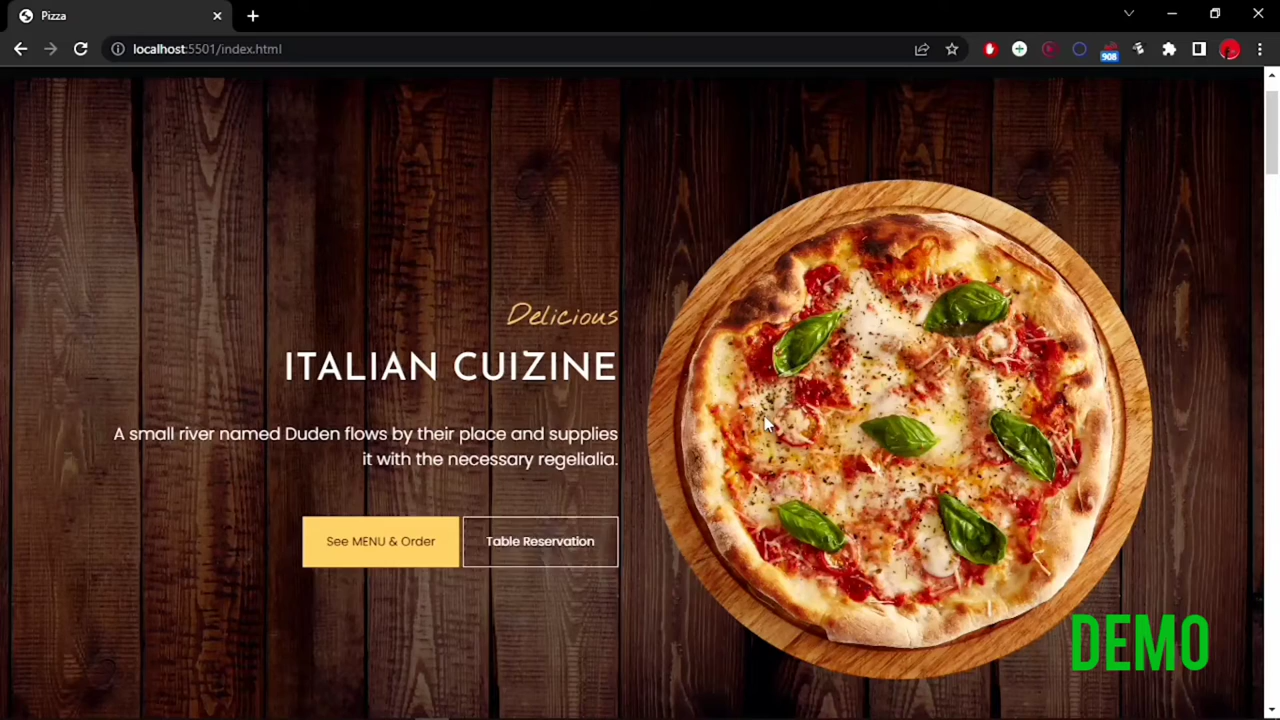 Pizza
localhost:5501/index.html
908
Delicious
ITALIAN CUIZINE
A small river named Duden flows by their place and supplies
it with the necessary regelialia.
See MENU & Order
Table Reservation
DEMO